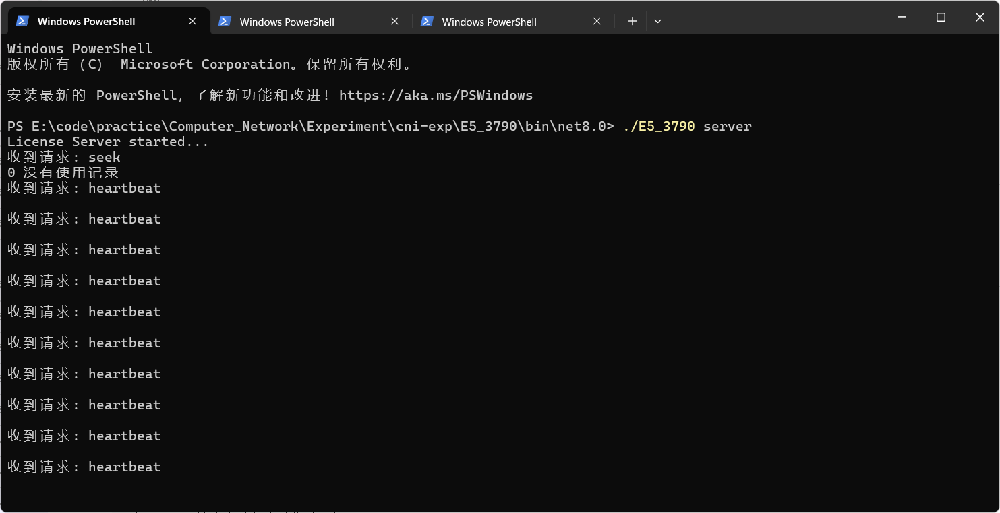 Windows PowerShell
Windows PowerShell
Windows PowerShell
Windows PowerShell
版权所有（C） Microsoft Corporation。保留所有权利。
安装最新的 PowerShell，了解新功能和改进！https://aka.ms/PSWindows
PS E:\code\practice\Computer_Network\Experiment\cni-exp\E5_3790\bin\net8.0> ./E5_3790 server
License Server started...
收到请求：seek
0 没有使用记录
收到请求：heartbeat
收到请求：heartbeat
收到请求：heartbeat
收到请求：heartbeat
收到请求：heartbeat
收到请求：heartbeat
收到请求：heartbeat
收到请求：heartbeat
收到请求：heartbeat
收到请求：heartbeat